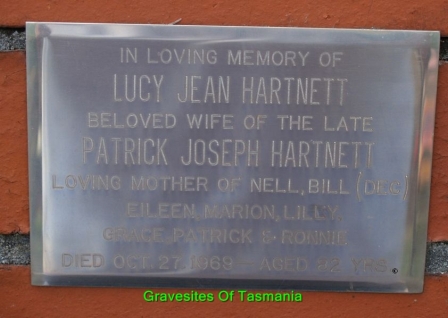 IN LOVING MEMORY OF
LUCY JEAN HARTNETT
BELOVED WIFE OF THE LATE
PATRICK JOSEPH HARTNETT
LOVING MOTHER OF NELL, BILL (DEC)
EILEEN, MARION, LILLY,
GRACE, PATRICK & RONNIE
DIED OCT. 27, 1969 — AGED YRS.
Gravesites Of Tasmania